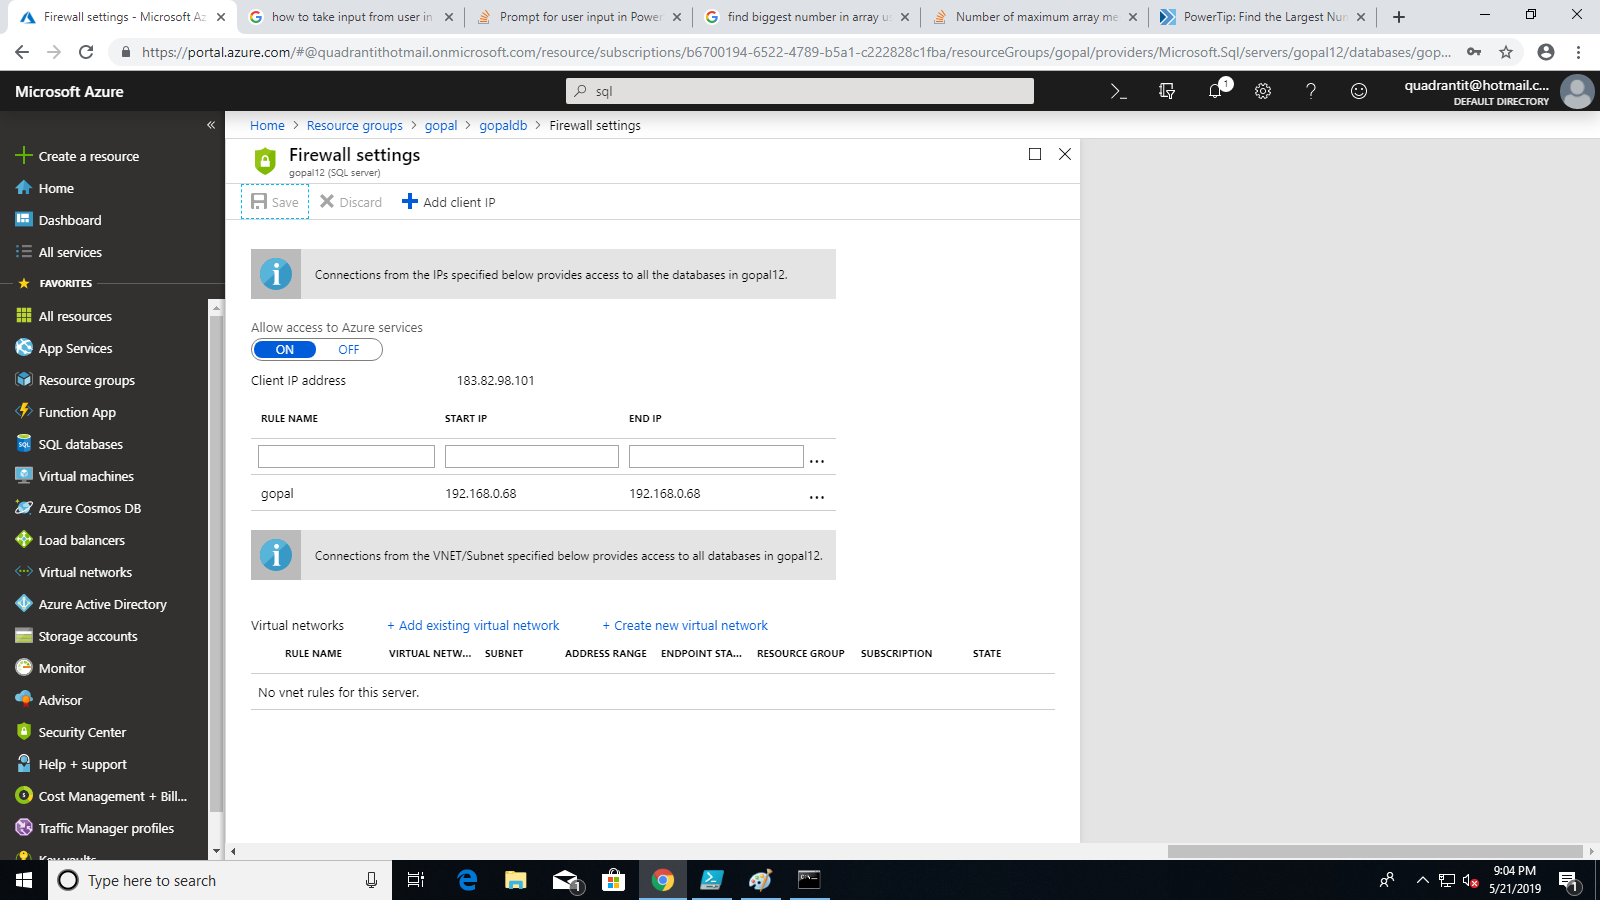 Firewall settings - Microsoft Az
how to take input from user in
Prompt for user input in Power
find biggest number in array us
Number of maximum array me
PowerTip: Find the Largest Num
https://portal.azure.com/#@quadrantithotmail.onmicrosoft.com/resource/subscriptions/b6700194-6522-4789-b5a1-c222828c1fba/resourceGroups/gopal/providers/Microsoft.Sql/servers/gopal12/databases/gop...
Microsoft Azure
sql
1
quadrantit@hotmail.c...
DEFAULT DIRECTORY
Home > Resource groups > gopal > gopaldb > Firewall settings
Create a resource
Home
Dashboard
All services
FAVORITES
All resources
App Services
Resource groups
Function App
SQL databases
Virtual machines
Azure Cosmos DB
Load balancers
Virtual networks
Azure Active Directory
Storage accounts
Monitor
Advisor
Security Center
Help + support
Cost Management + Bill...
Traffic Manager profiles
Key vaults
Firewall settings
gopal12 (SQL server)
Save
Discard
Add client IP
Connections from the IPs specified below provides access to all the databases in gopal12.
Allow access to Azure services
ON OFF
Client IP address 183.82.98.101
RULE NAME START IP END IP
...
gopal 192.168.0.68 192.168.0.68 ...
Connections from the VNET/Subnet specified below provides access to all databases in gopal12.
Virtual networks + Add existing virtual network + Create new virtual network
RULE NAME VIRTUAL NETW... SUBNET ADDRESS RANGE ENDPOINT STA... RESOURCE GROUP SUBSCRIPTION STATE
No vnet rules for this server.
Type here to search
1
9:04 PM
5/21/2019
1